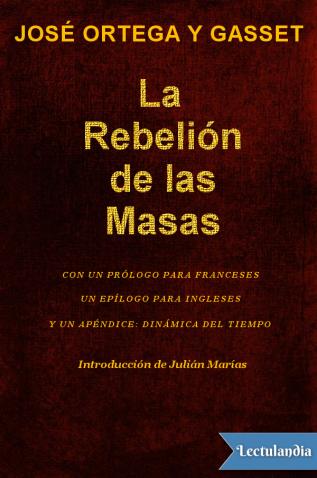 JOSÉ ORTEGA Y GASSET
La
Rebelión
de las
Masas
CON UN PRÓLOGO PARA FRANCESES
UN EPÍLOGO PARA INGLESES
Y UN APÉNDICE: DINÁMICA DEL TIEMPO
Introducción de Julián Marías
Lectulandia